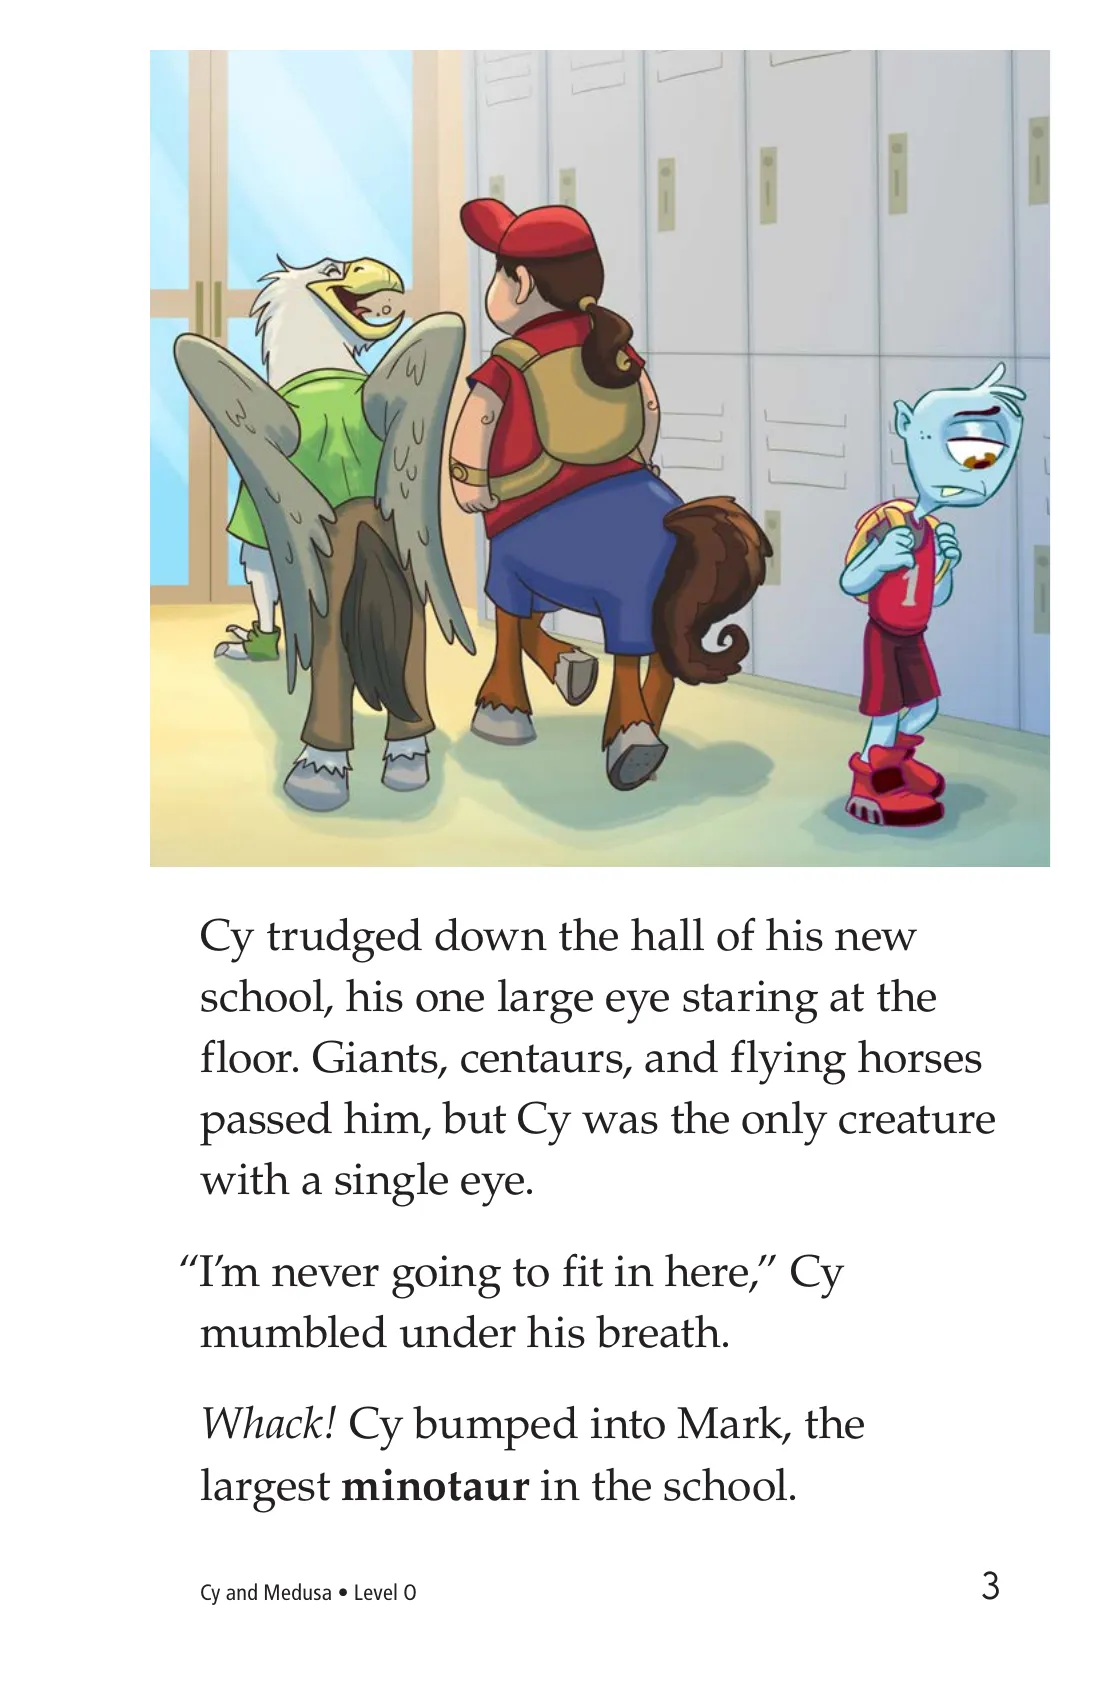 1
Cy trudged down the hall of his new
school, his one large eye staring at the
floor. Giants, centaurs, and flying horses
passed him, but Cy was the only creature
with a single eye.
“I’m never going to fit in here,” Cy
mumbled under his breath.
Whack! Cy bumped into Mark, the
largest minotaur in the school.
Cy and Medusa • Level O
3